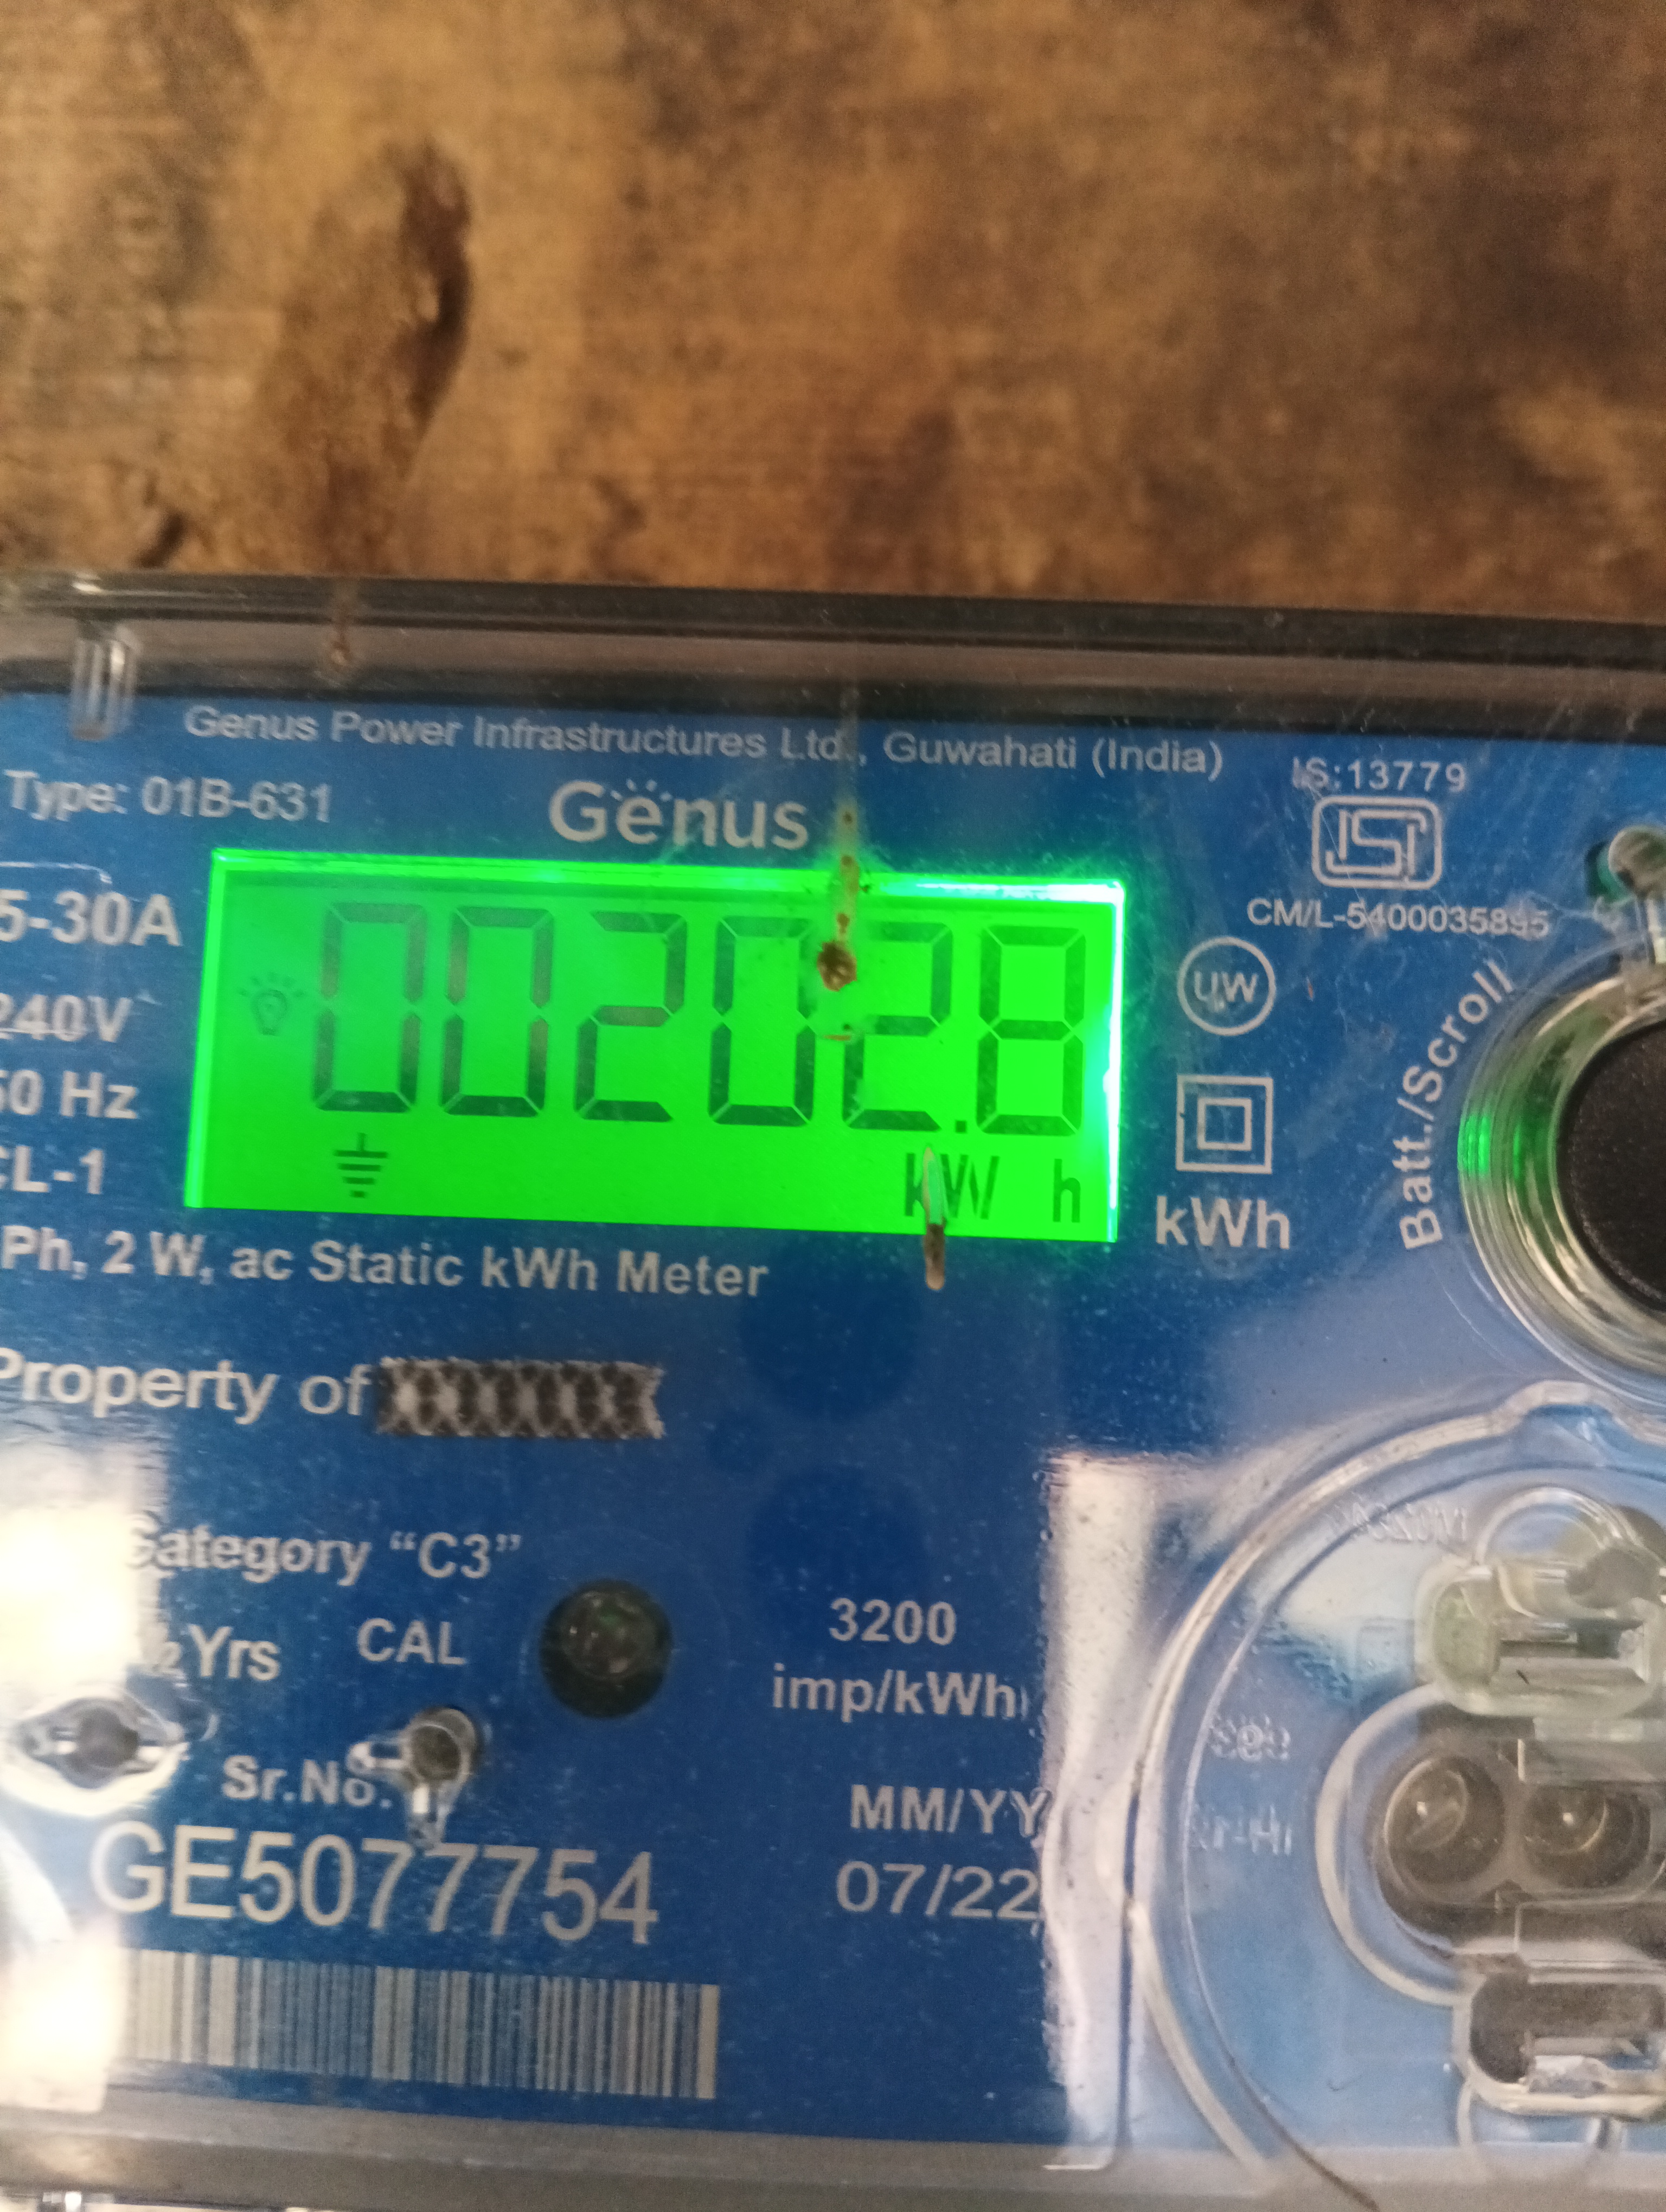 Genus Power Infrastructures Ltd., Guwahati (India)
Type: 01B-631
Genus
IS:13779
ISI
CM/L-5400035895
5-30A
00202.8
kW h
UW
240V
50 Hz
CL-1
kWh
Batt./Scroll
Ph, 2 W, ac Static kWh Meter
Property of
Category “C3”
Yrs
CAL
3200
imp/kWh
Sr.No.
GE5077754
MM/YY
07/22